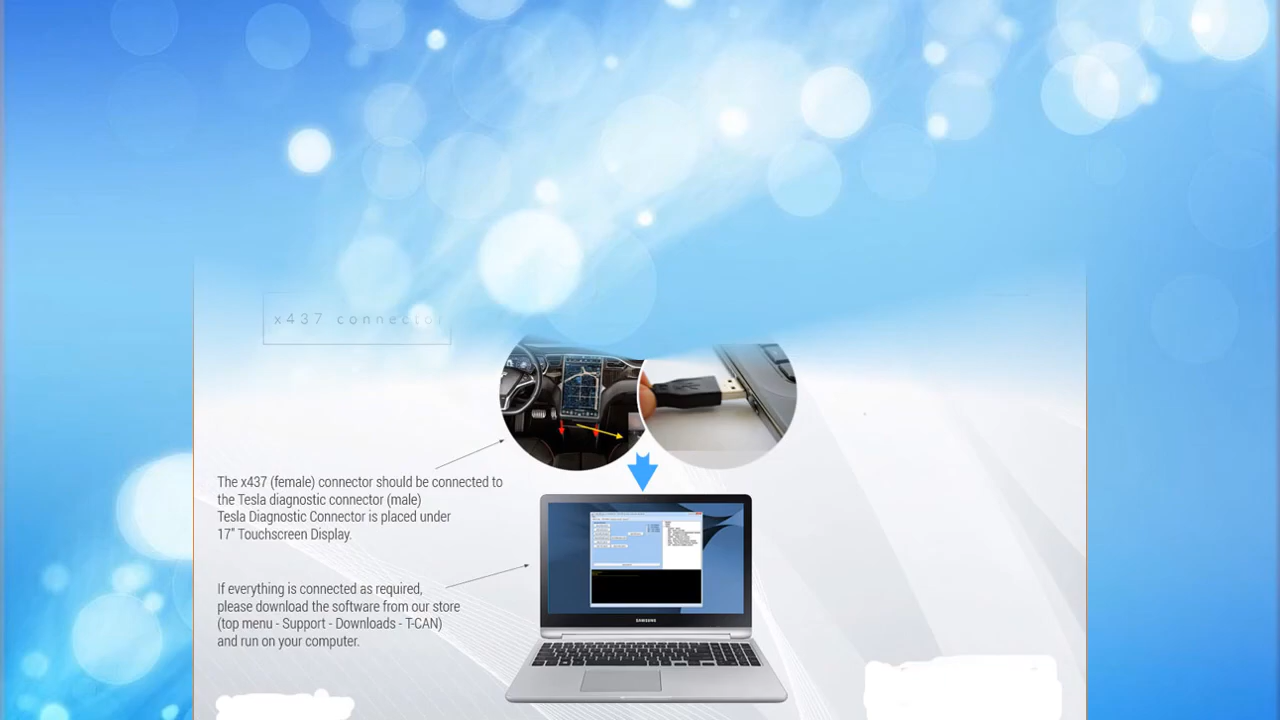 x437 connector
The x437 (female) connector should be connected to
the Tesla diagnostic connector (male)
Tesla Diagnostic Connector is placed under
17" Touchscreen Display.
If everything is connected as required,
please download the software from our store
(top menu - Support - Downloads - T-CAN)
and run on your computer.
SAMSUNG